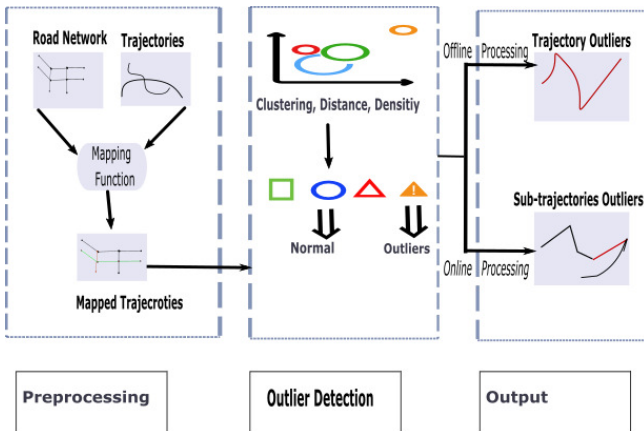 Road Network
Trajectories
Mapping
Function
Mapped Trajecroties
Clustering, Distance, Densitiy
Normal
Outliers
Offline Processing
Trajectory Outliers
Sub-trajectories Outliers
Online Processing
Preprocessing
Outlier Detection
Output